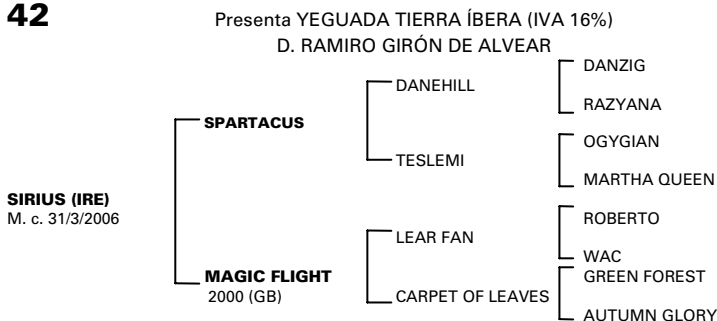 42
Presenta YEGUADA TIERRA ÍBERA (IVA 16%)
D. RAMIRO GIRÓN DE ALVEAR
DANZIG
DANEHILL
RAZYANA
SPARTACUS
OGYGIAN
TESLEMI
MARTHA QUEEN
SIRIUS (IRE)
M. c. 31/3/2006
ROBERTO
LEAR FAN
WAC
MAGIC FLIGHT
2000 (GB)
GREEN FOREST
CARPET OF LEAVES
AUTUMN GLORY